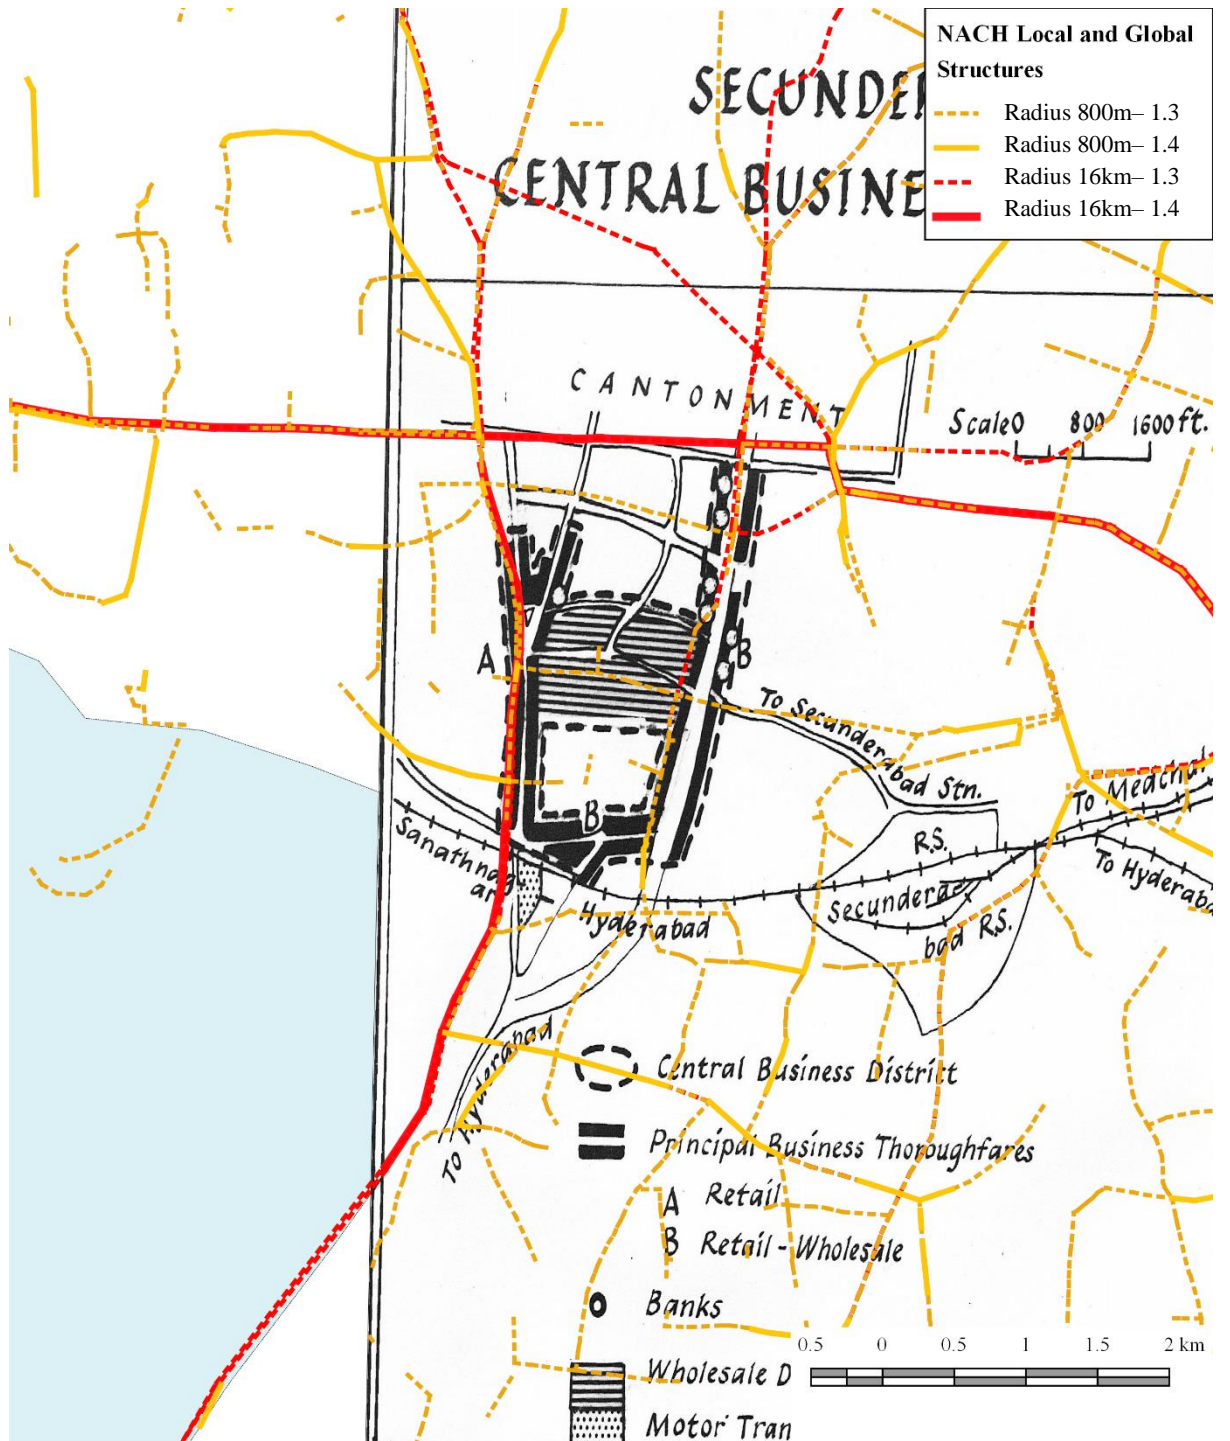 NACH Local and Global
Structures
Radius 800m– 1.3
Radius 800m– 1.4
Radius 16km– 1.3
Radius 16km– 1.4
SECUNDE
CENTRAL BUSINE
CANTONMENT
Scale 0 800 1600 ft.
A
B
To Secunderabad Stn.
B
R.S.
To Medchal
To Hyderaba
Sanathnagar
Hyderabad
Secunderabad R.S.
To Hyderabad
Central Business District
Principal Business Thoroughfares
A Retail
B Retail - Wholesale
Banks
0.5 0 0.5 1 1.5 2 km
Wholesale D
Motor Tran